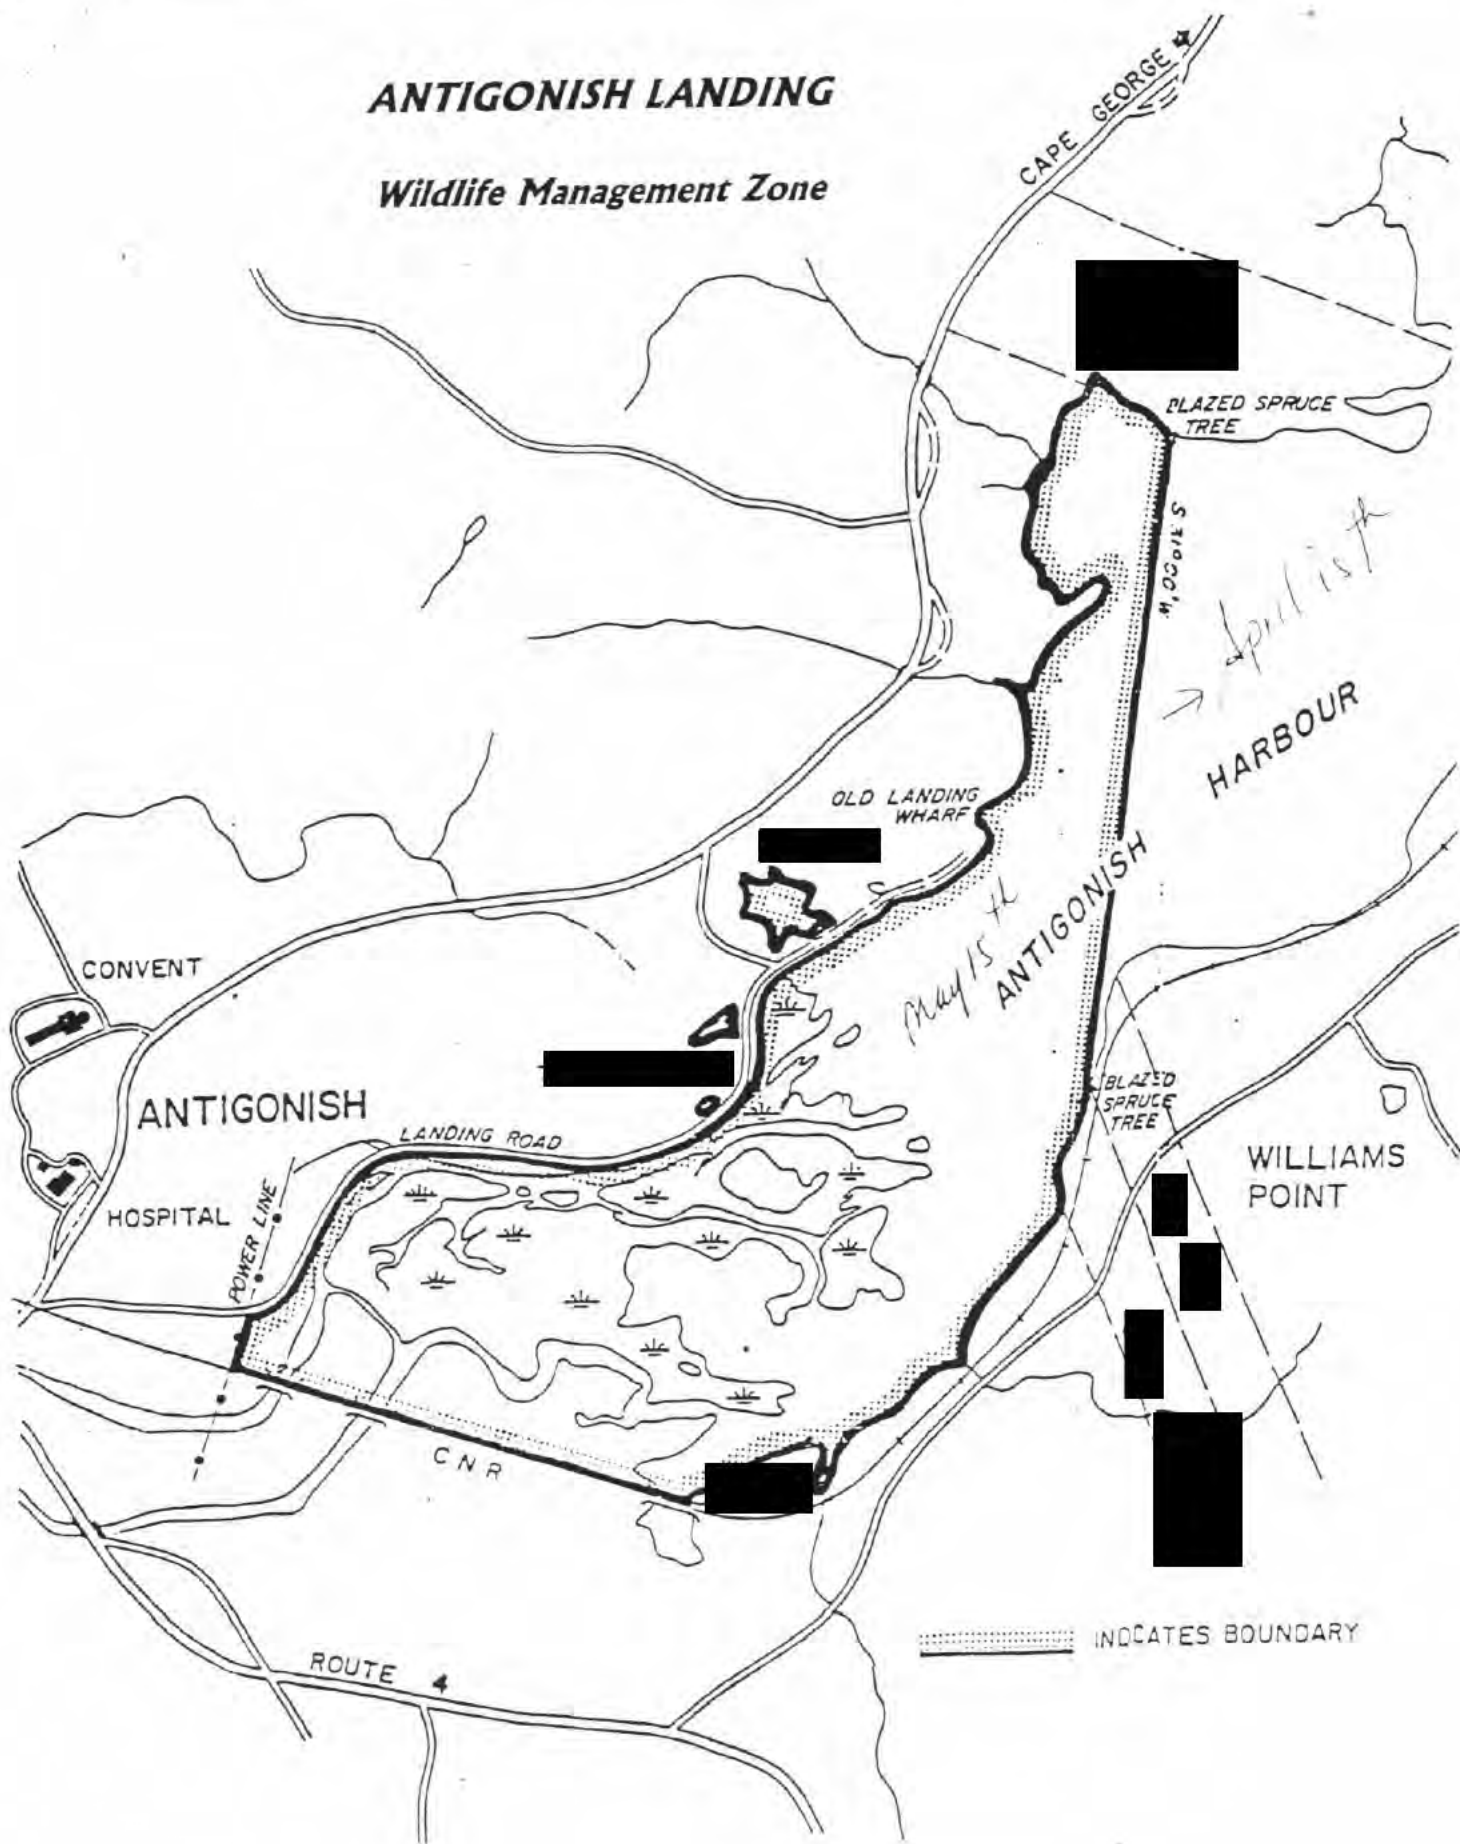 ANTIGONISH LANDING
Wildlife Management Zone
CAPE GEORGE
BLAZED SPRUCE
TREE
April 15th
HARBOUR
OLD LANDING
WHARF
May 15th
ANTIGONISH
CONVENT
ANTIGONISH
LANDING ROAD
BLAZED
SPRUCE
TREE
WILLIAMS
POINT
HOSPITAL
POWER LINE
CNR
INDCATES BOUNDARY
ROUTE 4